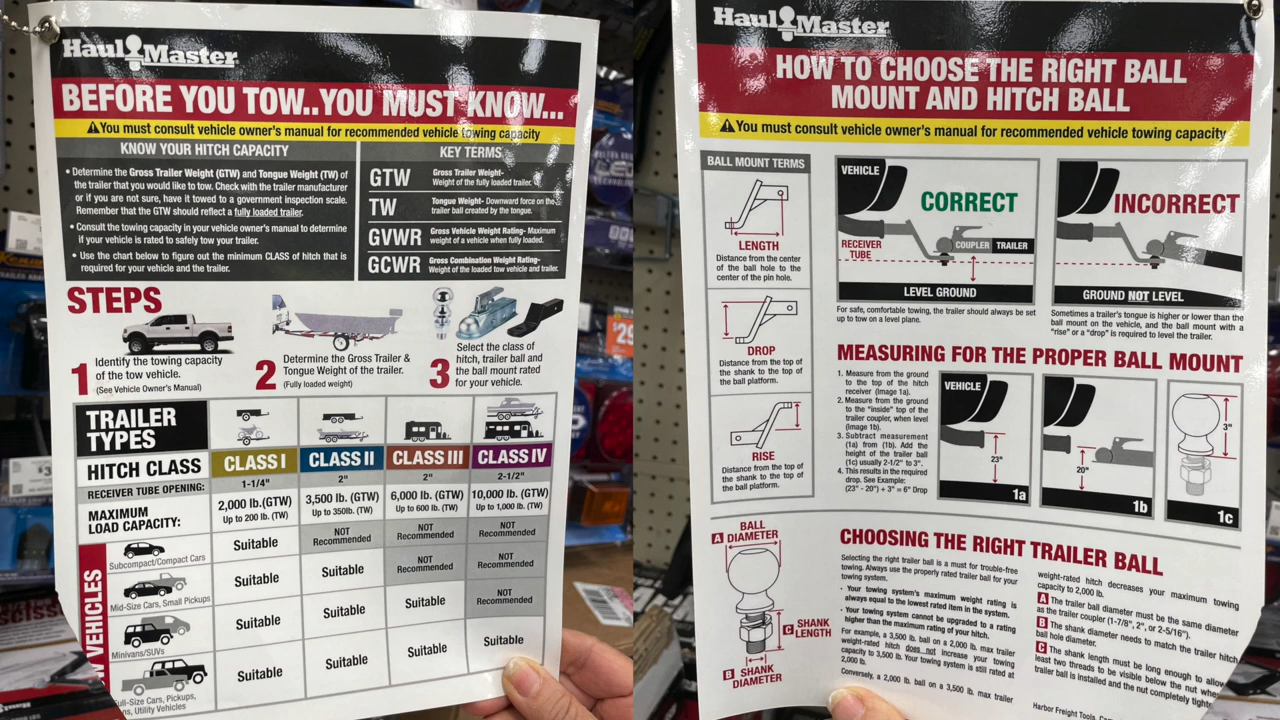 Haul Master
BEFORE YOU TOW..YOU MUST KNOW...
You must consult vehicle owner's manual for recommended vehicle towing capacity
KNOW YOUR HITCH CAPACITY
• Determine the Gross Trailer Weight (GTW) and Tongue Weight (TW) of
the trailer that you would like to tow. Check with the trailer manufacturer
or if you are not sure, have it towed to a government inspection scale.
Remember that the GTW should reflect a fully loaded trailer.
• Consult the towing capacity in your vehicle owner's manual to determine
if your vehicle is rated to safely tow your trailer.
• Use the chart below to figure out the minimum CLASS of hitch that is
required for your vehicle and the trailer.
KEY TERMS
GTW
Gross Trailer Weight-
Weight of the fully loaded trailer.
TW
Tongue Weight- Downward force on the
trailer ball created by the tongue.
GVWR
Gross Vehicle Weight Rating- Maximum
weight of a vehicle when fully loaded.
GCWR
Gross Combination Weight Rating-
Weight of the loaded tow vehicle and trailer.
STEPS
1 Identify the towing capacity
of the tow vehicle.
(See Vehicle Owner's Manual)
2 Determine the Gross Trailer &
Tongue Weight of the trailer.
(Fully loaded weight)
3 Select the class of
hitch, trailer ball and
the ball mount rated
for your vehicle.
TRAILER
TYPES
HITCH CLASS CLASS I CLASS II CLASS III CLASS IV
RECEIVER TUBE OPENING: 1-1/4" 2" 2" 2-1/2"
MAXIMUM
LOAD CAPACITY:
2,000 lb. (GTW) 3,500 lb. (GTW) 6,000 lb. (GTW) 10,000 lb. (GTW)
Up to 200 lb. (TW) Up to 350lb. (TW) Up to 600 lb. (TW) Up to 1,000 lb. (TW)
VEHICLES
Subcompact/Compact Cars
Suitable
NOT
Recommended
NOT
Recommended
NOT
Recommended
Mid-Size Cars, Small Pickups
Suitable
Suitable
NOT
Recommended
NOT
Recommended
Minivans/SUVs
Suitable
Suitable
Suitable
NOT
Recommended
Full-Size Cars, Pickups,
Utility Vehicles
Suitable
Suitable
Suitable
Suitable
Haul Master
HOW TO CHOOSE THE RIGHT BALL
MOUNT AND HITCH BALL
You must consult vehicle owner's manual for recommended vehicle towing capacity
BALL MOUNT TERMS
LENGTH
Distance from the center
of the ball hole to the
center of the pin hole.
DROP
Distance from the top of
the shank to the top of
the ball platform.
RISE
Distance from the top of
the shank to the top of
the ball platform.
VEHICLE
CORRECT
RECEIVER
TUBE
COUPLER
TRAILER
LEVEL GROUND
For safe, comfortable towing, the trailer should always be set
up to tow on a level plane.
INCORRECT
GROUND NOT LEVEL
Sometimes a trailer's tongue is higher or lower than the
ball mount on the vehicle, and the ball mount with a
"rise" or a "drop" is required to level the trailer.
MEASURING FOR THE PROPER BALL MOUNT
1. Measure from the ground
to the top of the hitch
receiver (Image 1a).
2. Measure from the ground
to the "inside" top of the
trailer coupler, when level
(Image 1b).
3. Subtract measurement
(1a) from (1b). Add the
height of the trailer ball
(1c) usually 2-1/2" to 3".
4. This results in the required
drop. See Example:
(23" - 20") + 3" = 6" Drop
VEHICLE
23"
1a
20"
1b
3"
1c
A BALL
DIAMETER
C SHANK
LENGTH
B SHANK
DIAMETER
CHOOSING THE RIGHT TRAILER BALL
Selecting the right trailer ball is a must for trouble-free
towing. Always use the properly rated trailer ball for your
towing system.
- Your towing system's maximum weight rating is
always equal to the lowest rated item in the system.
- Your towing system cannot be upgraded to a rating
higher than the maximum rating of your hitch.
For example, a 3,500 lb. ball on a 2,000 lb. max trailer
weight-rated hitch does not increase your towing
capacity to 3,500 lb. Your towing system is still rated at
2,000 lb.
Conversely, a 2,000 lb. ball on a 3,500 lb. max trailer
weight-rated hitch decreases your maximum towing
capacity to 2,000 lb.
A The trailer ball diameter must be the same diameter
as the trailer coupler (1-7/8", 2", or 2-5/16").
B The shank diameter needs to match the trailer hitch
ball hole diameter.
C The shank length must be long enough to allow
least two threads to be visible below the nut when
trailer ball is installed and the nut completely
Harbor Freight Tools,